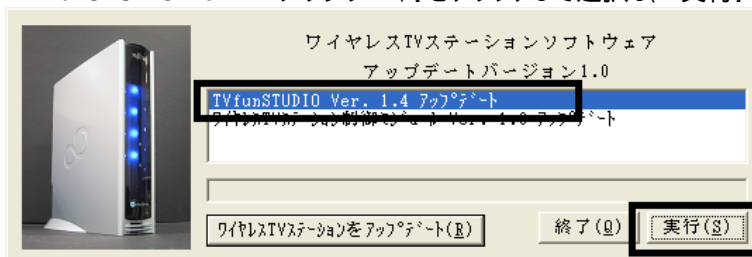 ワイヤレスTVステーションソフトウェア
アップデートバージョン1.0
TVfunSTUDIO Ver. 1.4 ｱｯﾌﾟﾃﾞｰﾄ
ﾜｲﾔﾚｽTVｽﾃｰｼｮﾝ制御ﾓｼﾞｭｰﾙ Ver. 1.0 ｱｯﾌﾟﾃﾞｰﾄ
ﾜｲﾔﾚｽTVｽﾃｰｼｮﾝをｱｯﾌﾟﾃﾞｰﾄ(R)
終了(Q)
実行(S)